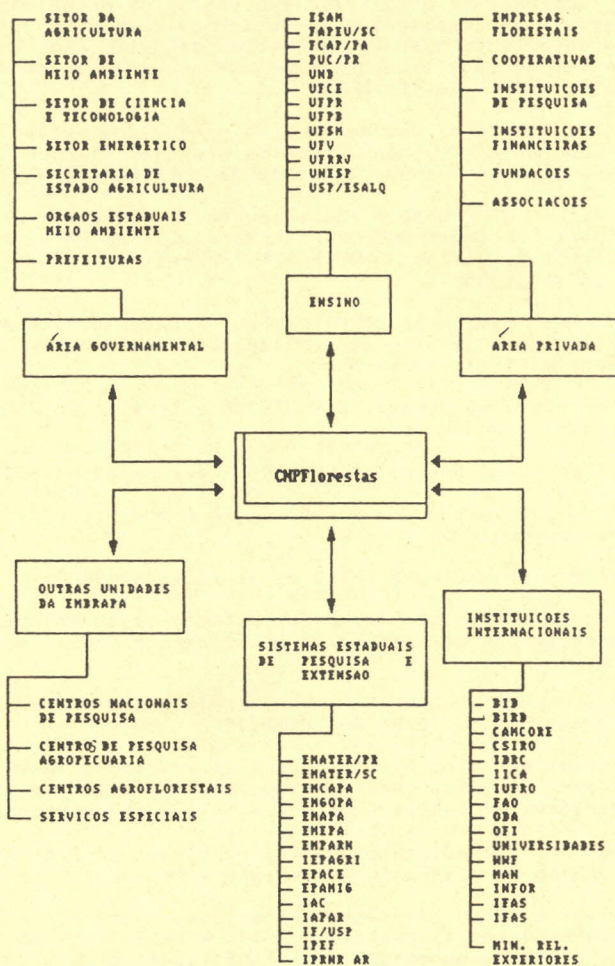 SETOR DA
AGRICULTURA
SETOR DE
MEIO AMBIENTE
SETOR DE CIENCIA
E TECONOLOGIA
SETOR ENERGETICO
SECRETARIA DE
ESTADO AGRICULTURA
ORGAOS ESTADUAIS
MEIO AMBIENTE
PREFEITURAS
ÁREA GOVERNAMENTAL
ESAM
FAPEU/SC
FCAP/PA
PUC/PR
UNB
UFCE
UFPR
UFPB
UFSM
UFV
UFRRJ
UNESP
USP/ESALQ
ENSINO
EMPRESAS
FLORESTAIS
COOPERATIVAS
INSTITUICOES
DE PESQUISA
INSTITUICOES
FINANCEIRAS
FUNDACOES
ASSOCIACOES
ÁREA PRIVADA
CNPFlorestas
OUTRAS UNIDADES
DA EMBRAPA
CENTROS NACIONAIS
DE PESQUISA
CENTROS DE PESQUISA
AGROPECUARIA
CENTROS AGROFLORESTAIS
SERVICOS ESPECIAIS
SISTEMAS ESTADUAIS
DE PESQUISA E
EXTENSAO
EMATER/PR
EMATER/SC
EMCAPA
EMGOPA
EMAPA
EMEPA
EMPARN
IEPAGRI
EPACE
EPAMIG
IAC
IAPAR
IF/USP
IPEF
IPRNR AR
INSTITUICOES
INTERNACIONAIS
BID
BIRD
CAMCORE
CSIRO
IDRC
IICA
IUFRO
FAO
ODA
OFI
UNIVERSIDADES
WWF
MAN
INFOR
IFAS
IFAS
MIN. REL.
EXTERIORES